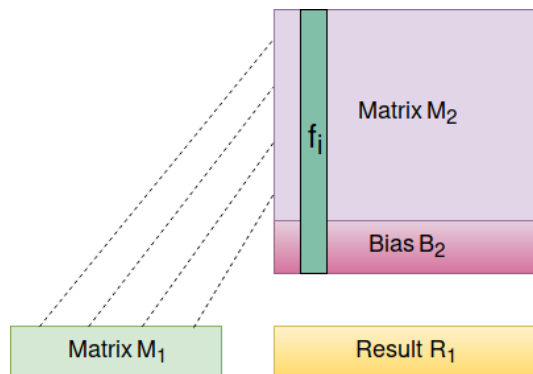 Matrix M₂
fᵢ
Bias B₂
Matrix M₁
Result R₁